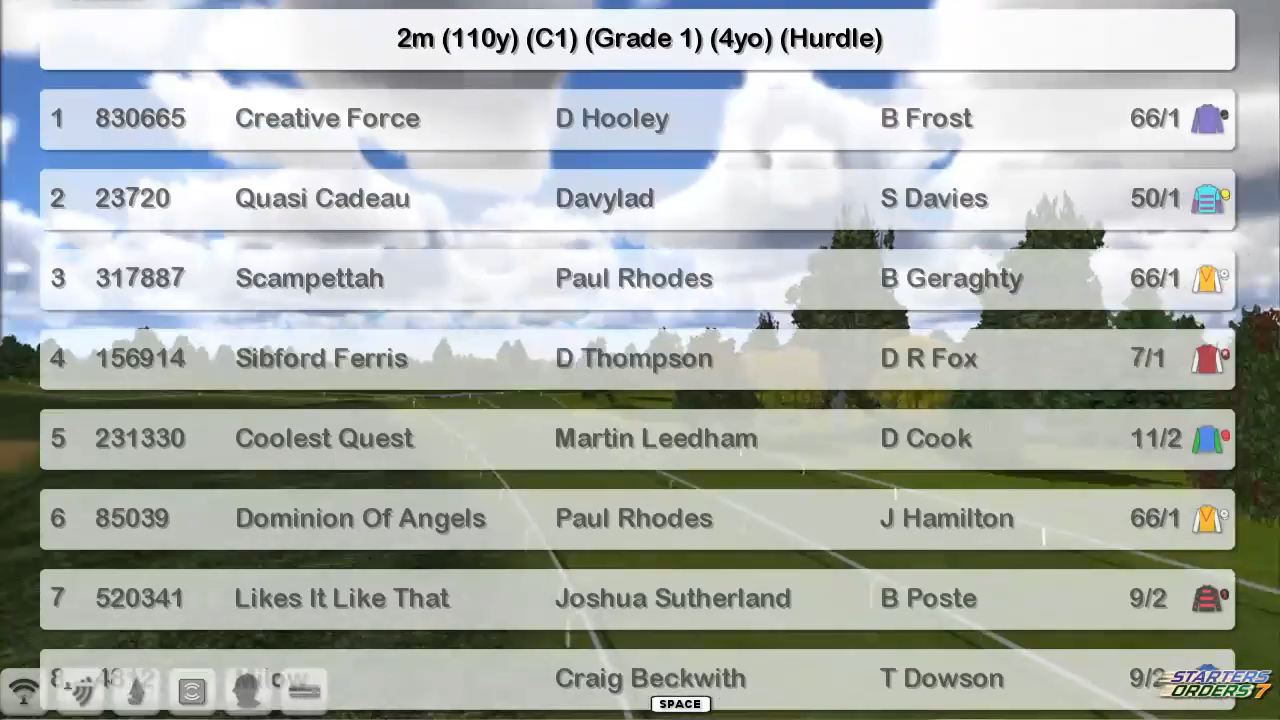 2m (110y) (C1) (Grade 1) (4yo) (Hurdle)
1 830665 Creative Force D Hooley B Frost 66/1
2 23720 Quasi Cadeau Davylad S Davies 50/1
3 317887 Scampettah Paul Rhodes B Geraghty 66/1
4 156914 Sibford Ferris D Thompson D R Fox 7/1
5 231330 Coolest Quest Martin Leedham D Cook 11/2
6 85039 Dominion Of Angels Paul Rhodes J Hamilton 66/1
7 520341 Likes It Like That Joshua Sutherland B Poste 9/2
8 Craig Beckwith T Dowson 9/2
SPACE
STARTERS
ORDERS 7